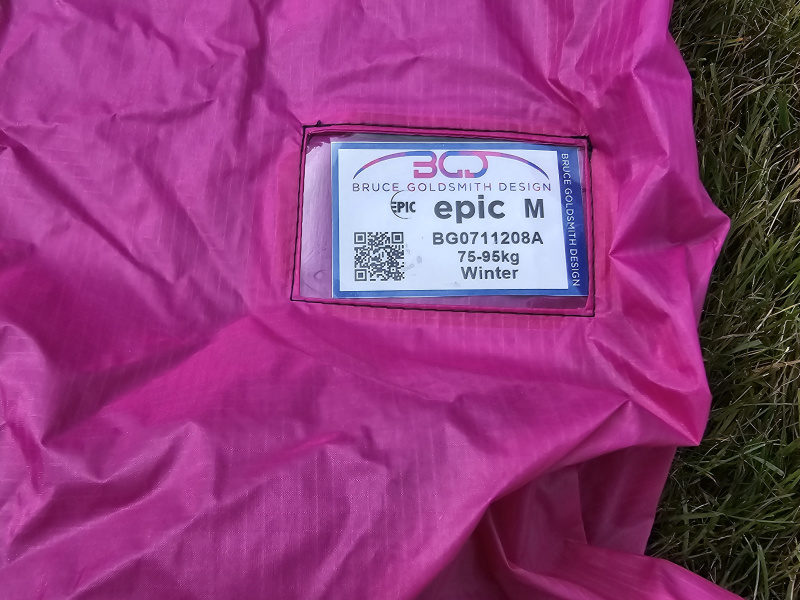 BGD
BRUCE GOLDSMITH DESIGN
EPIC epic M
BG0711208A
75-95kg
Winter
BRUCE GOLDSMITH DESIGN